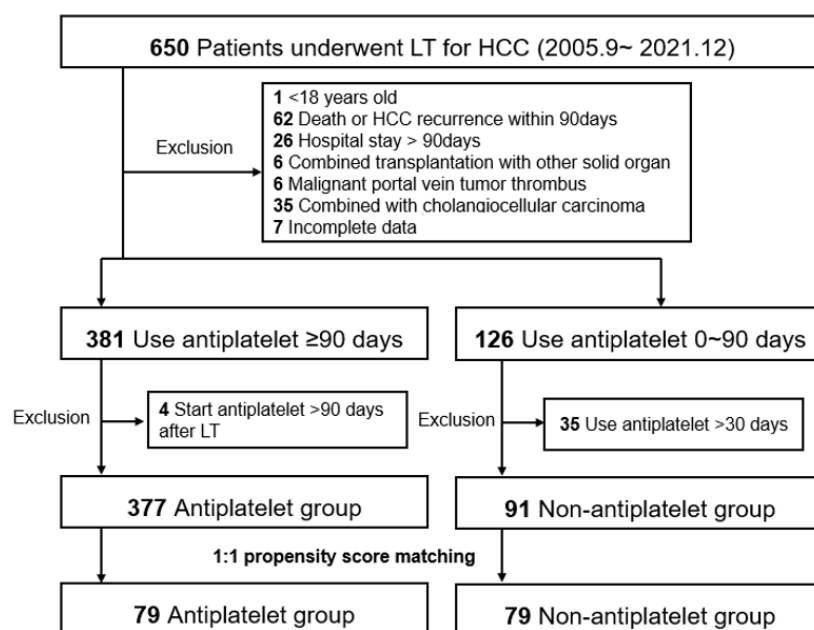 650 Patients underwent LT for HCC (2005.9~ 2021.12)
Exclusion
1 <18 years old
62 Death or HCC recurrence within 90days
26 Hospital stay > 90days
6 Combined transplantation with other solid organ
6 Malignant portal vein tumor thrombus
35 Combined with cholangiocellular carcinoma
7 Incomplete data
381 Use antiplatelet ≥90 days
126 Use antiplatelet 0~90 days
Exclusion
4 Start antiplatelet >90 days
after LT
Exclusion
35 Use antiplatelet >30 days
377 Antiplatelet group
91 Non-antiplatelet group
1:1 propensity score matching
79 Antiplatelet group
79 Non-antiplatelet group